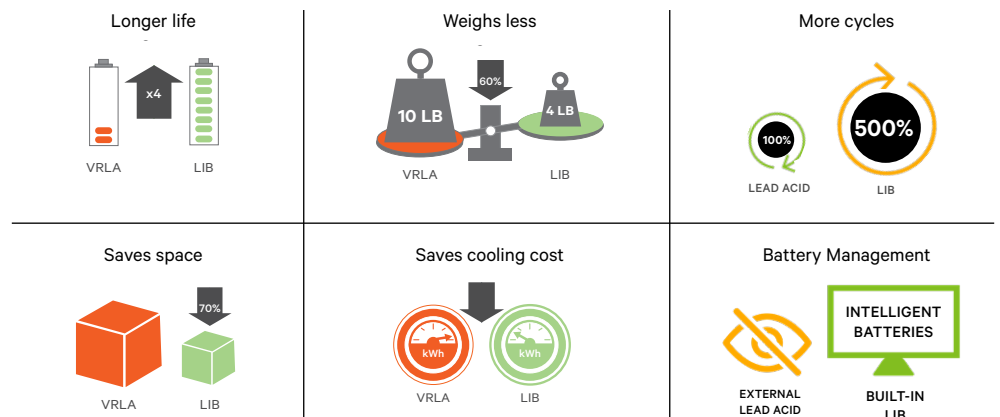 Longer life
x4
VRLA
LIB
Weighs less
60%
10 LB
4 LB
VRLA
LIB
More cycles
100%
500%
LEAD ACID
LIB
Saves space
70%
VRLA
LIB
Saves cooling cost
kWh
kWh
VRLA
LIB
Battery Management
INTELLIGENT
BATTERIES
EXTERNAL
LEAD ACID
BUILT-IN
LIB